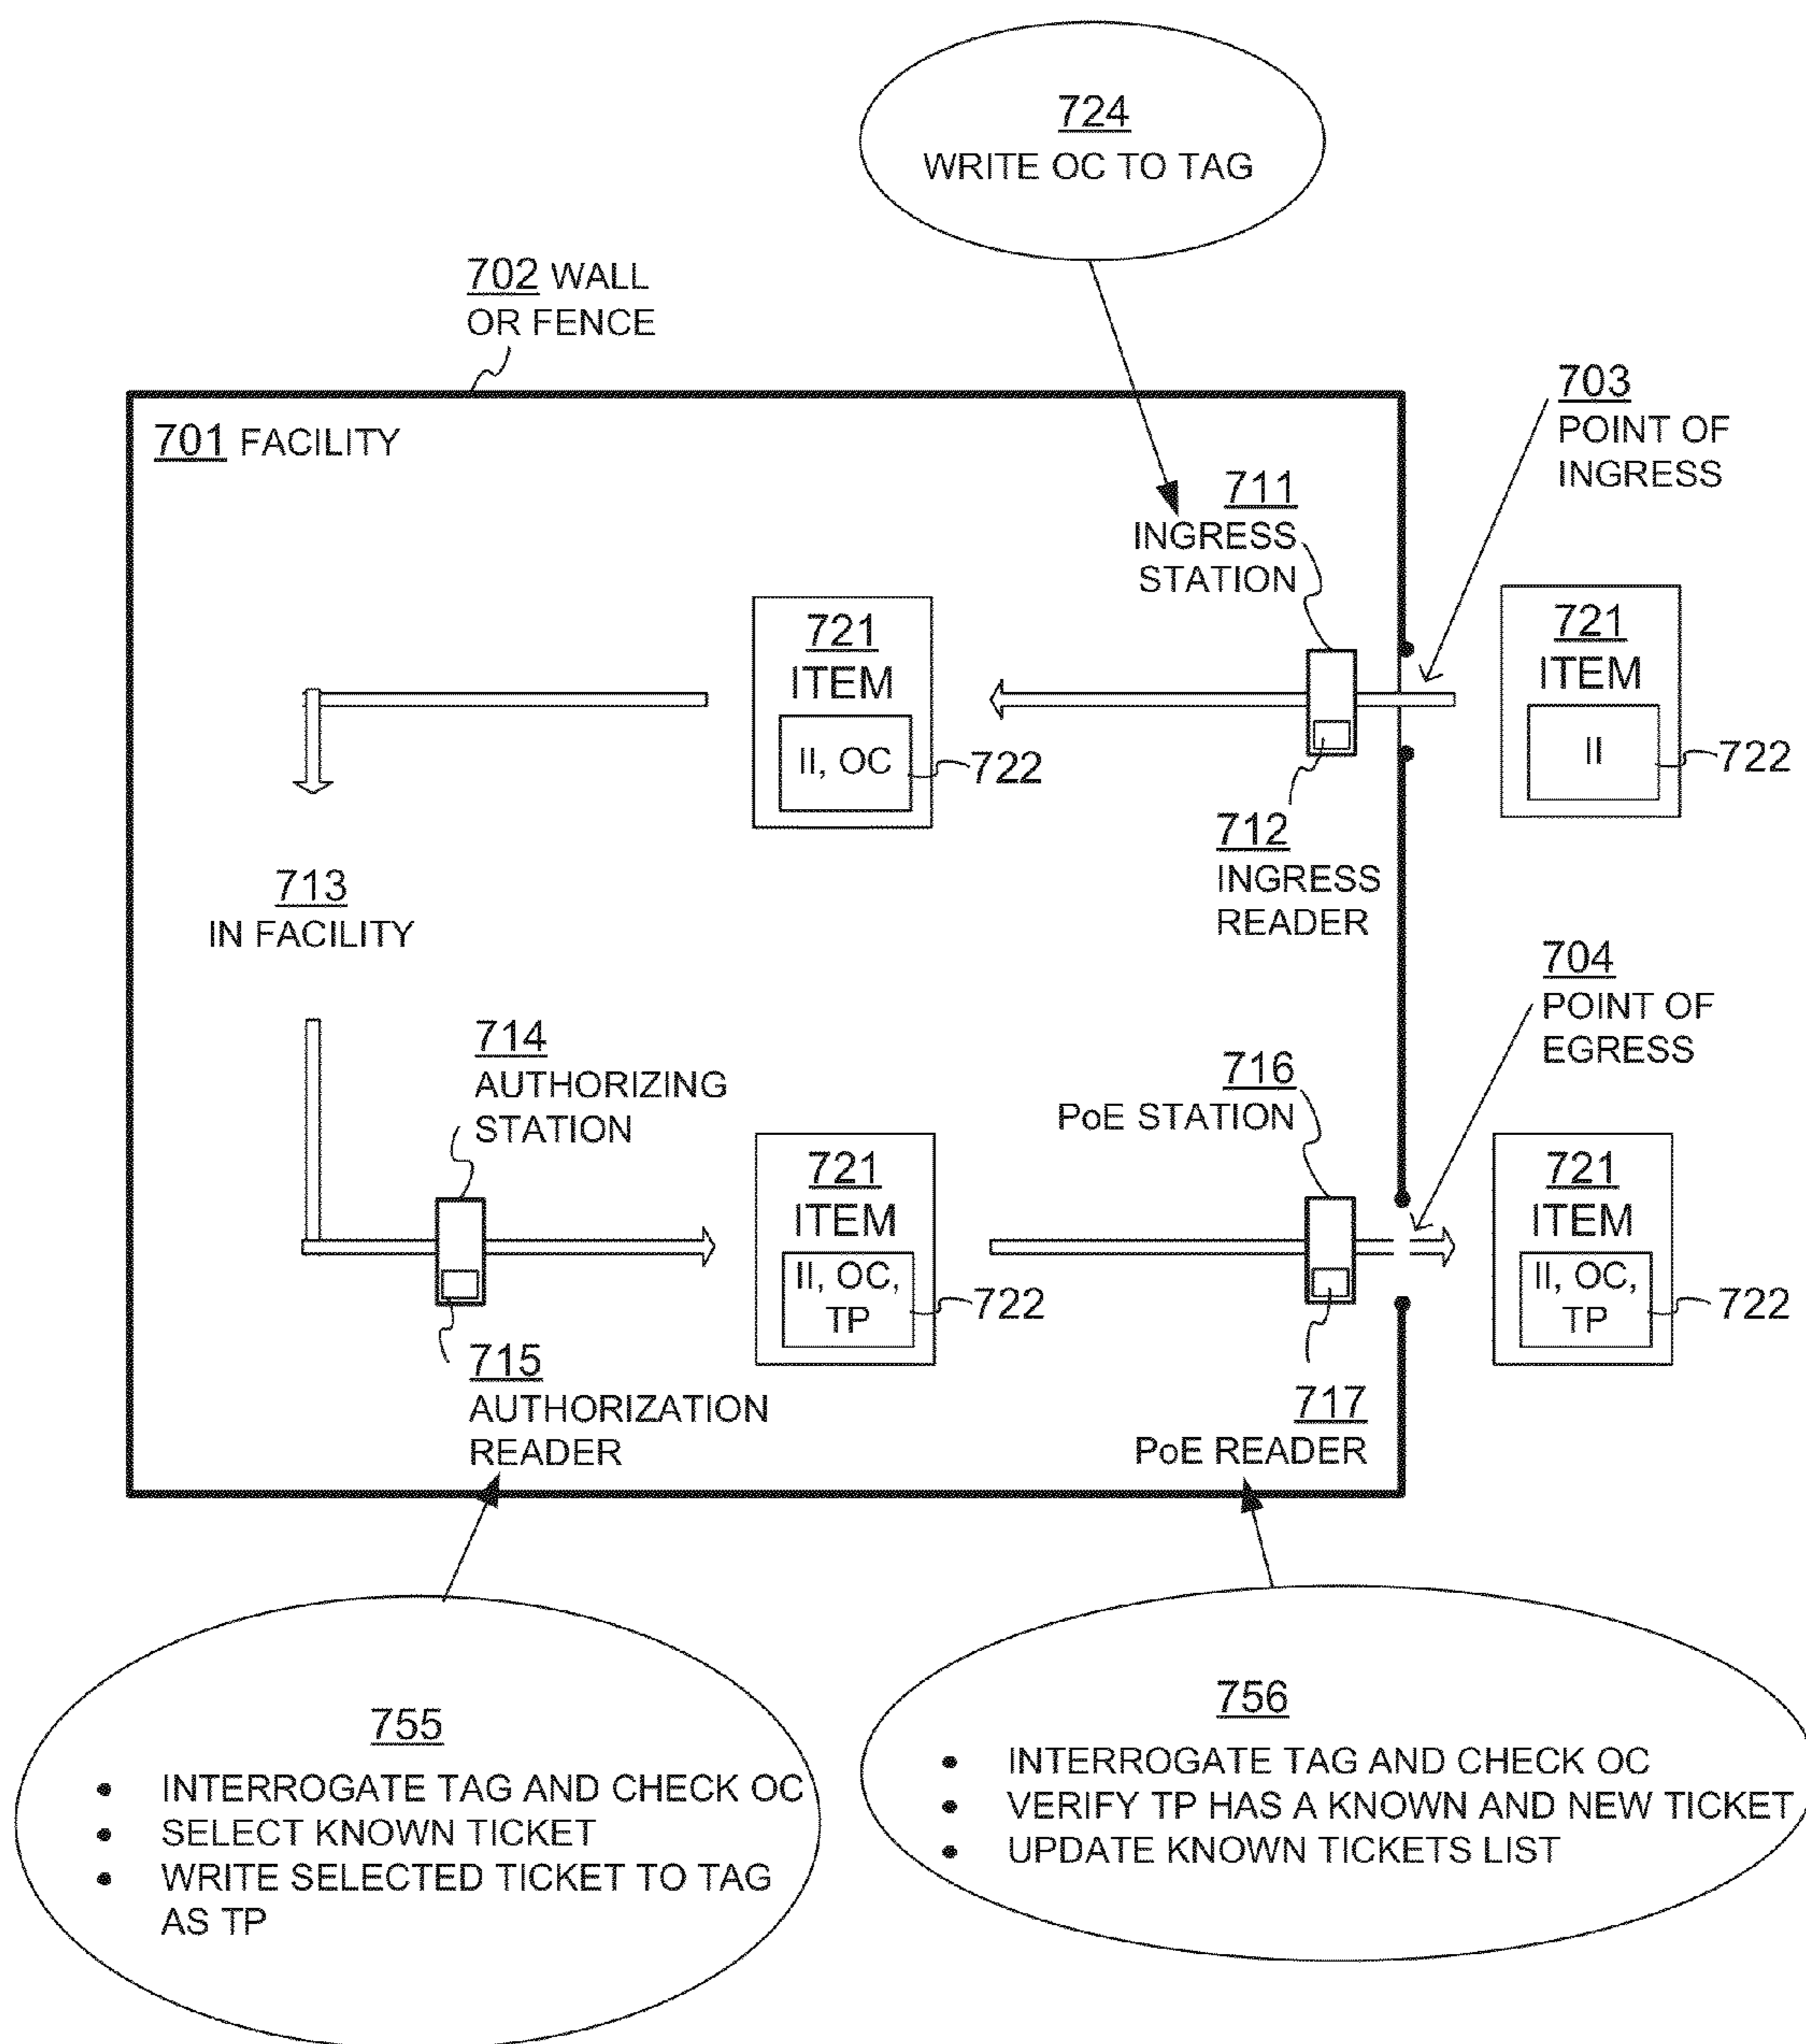 724
WRITE OC TO TAG
702 WALL
OR FENCE
703
POINT OF
INGRESS
701 FACILITY
711
INGRESS
STATION
721
ITEM
II, OC
722
721
ITEM
II
722
712
INGRESS
READER
713
IN FACILITY
704
POINT OF
EGRESS
714
AUTHORIZING
STATION
716
PoE STATION
721
ITEM
II, OC,
TP
722
721
ITEM
II, OC,
TP
722
715
AUTHORIZATION
READER
717
PoE READER
755
• INTERROGATE TAG AND CHECK OC
• SELECT KNOWN TICKET
• WRITE SELECTED TICKET TO TAG
AS TP
756
• INTERROGATE TAG AND CHECK OC
• VERIFY TP HAS A KNOWN AND NEW TICKET
• UPDATE KNOWN TICKETS LIST